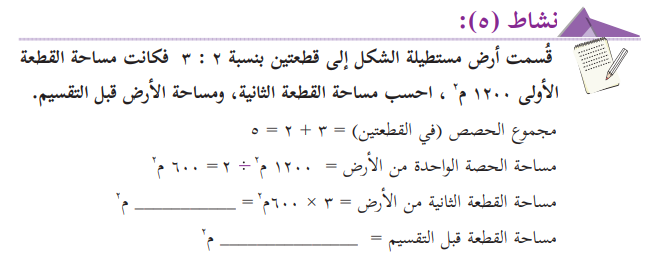 نشاط (٥):
قُسمت أرض مستطيلة الشكل إلى قطعتين بنسبة ٢ : ٣ فكانت مساحة القطعة
الأولى ١٢٠٠ م٢ ، احسب مساحة القطعة الثانية، ومساحة الأرض قبل التقسيم.
مجموع الحصص (في القطعتين) = ٣ + ٢ = ٥
مساحة الحصة الواحدة من الأرض = ١٢٠٠ م٢ ÷ ٢ = ٦٠٠ م٢
مساحة القطعة الثانية من الأرض = ٣ × ٦٠٠م٢ = __________ م٢
مساحة القطعة قبل التقسيم = ______________ م٢